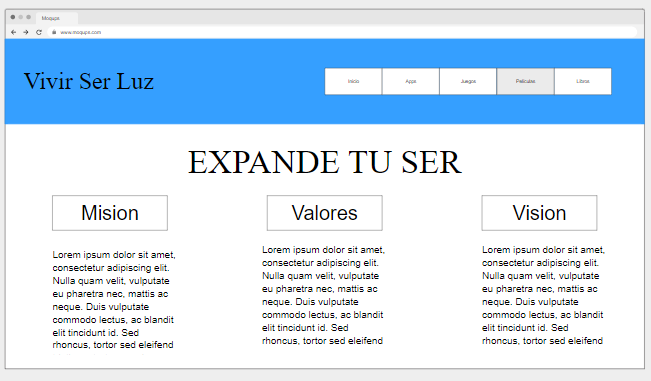 Moqups
www.moqups.com
Vivir Ser Luz
Inicio
Apps
Juegos
Películas
Libros
EXPANDE TU SER
Mision
Valores
Vision
Lorem ipsum dolor sit amet,
consectetur adipiscing elit.
Nulla quam velit, vulputate
eu pharetra nec, mattis ac
neque. Duis vulputate
commodo lectus, ac blandit
elit tincidunt id. Sed
rhoncus, tortor sed eleifend
Lorem ipsum dolor sit amet,
consectetur adipiscing elit.
Nulla quam velit, vulputate
eu pharetra nec, mattis ac
neque. Duis vulputate
commodo lectus, ac blandit
elit tincidunt id. Sed
rhoncus, tortor sed eleifend
Lorem ipsum dolor sit amet,
consectetur adipiscing elit.
Nulla quam velit, vulputate
eu pharetra nec, mattis ac
neque. Duis vulputate
commodo lectus, ac blandit
elit tincidunt id. Sed
rhoncus, tortor sed eleifend